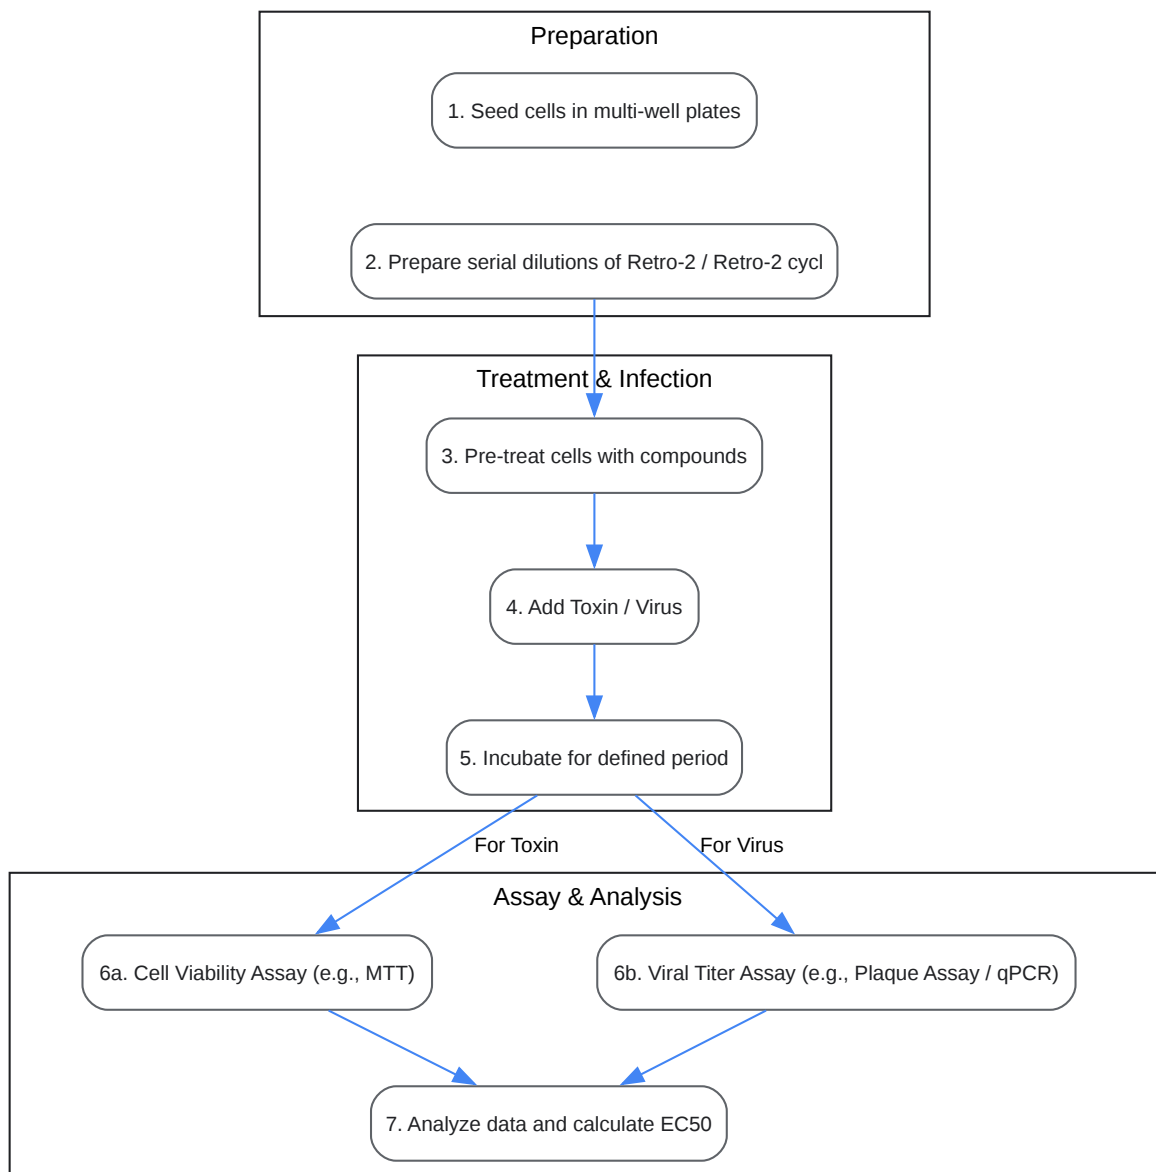 Preparation
1. Seed cells in multi-well plates
2. Prepare serial dilutions of Retro-2 / Retro-2 cycl
Treatment & Infection
3. Pre-treat cells with compounds
4. Add Toxin / Virus
5. Incubate for defined period
For Toxin
For Virus
Assay & Analysis
6a. Cell Viability Assay (e.g., MTT)
6b. Viral Titer Assay (e.g., Plaque Assay / qPCR)
7. Analyze data and calculate EC50